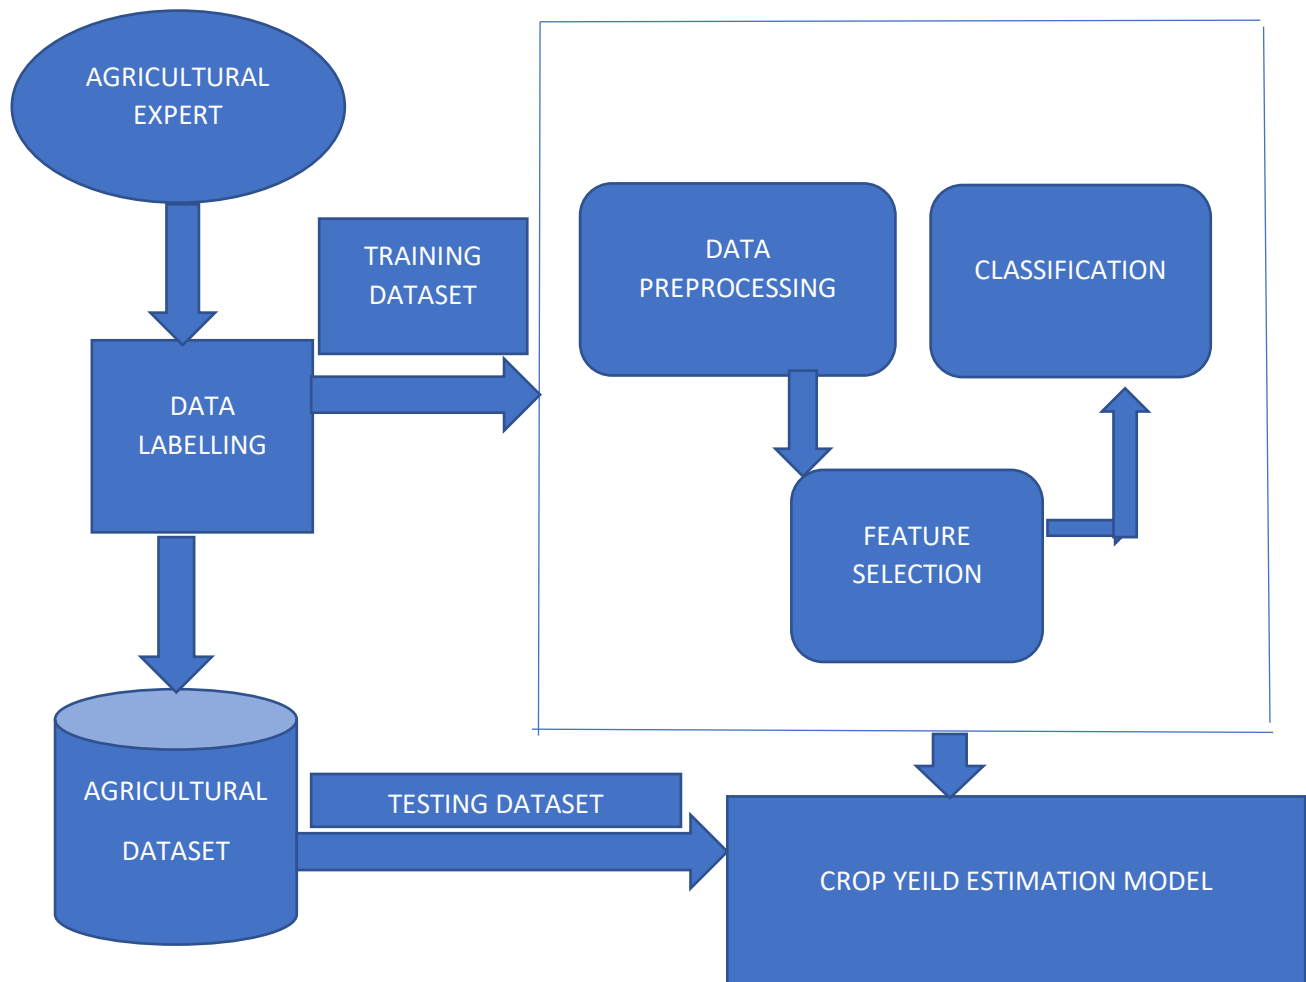 AGRICULTURAL
EXPERT
TRAINING
DATASET
DATA
PREPROCESSING
CLASSIFICATION
DATA
LABELLING
FEATURE
SELECTION
AGRICULTURAL
DATASET
TESTING DATASET
CROP YEILD ESTIMATION MODEL